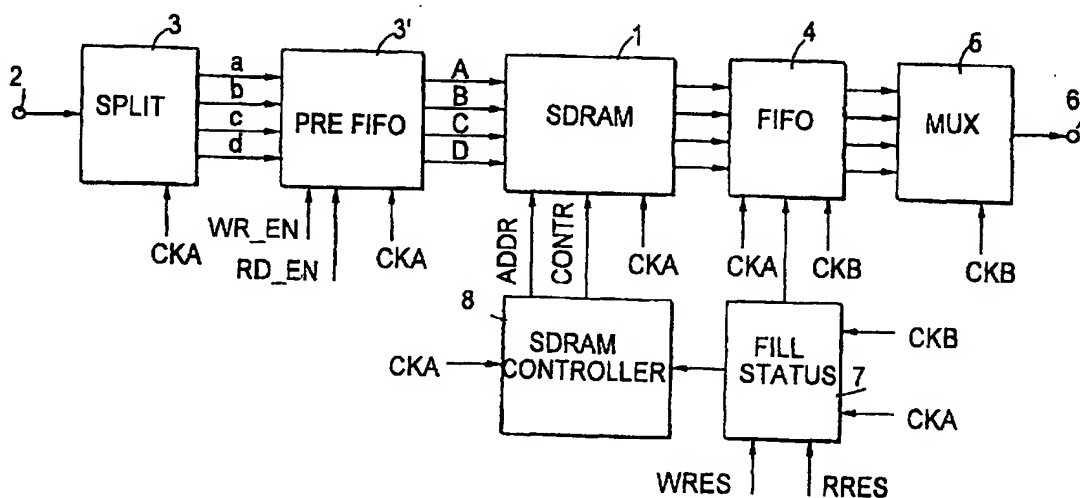 3
3'
1
4
5
2
SPLIT
a
b
c
d
PRE FIFO
A
B
C
D
SDRAM
FIFO
MUX
6
CKA
WR_EN
RD_EN
CKA
ADDR
CONTR
CKA
CKA
CKB
CKB
8
SDRAM
CONTROLLER
CKA
FILL
STATUS
7
CKB
CKA
WRES
RRES